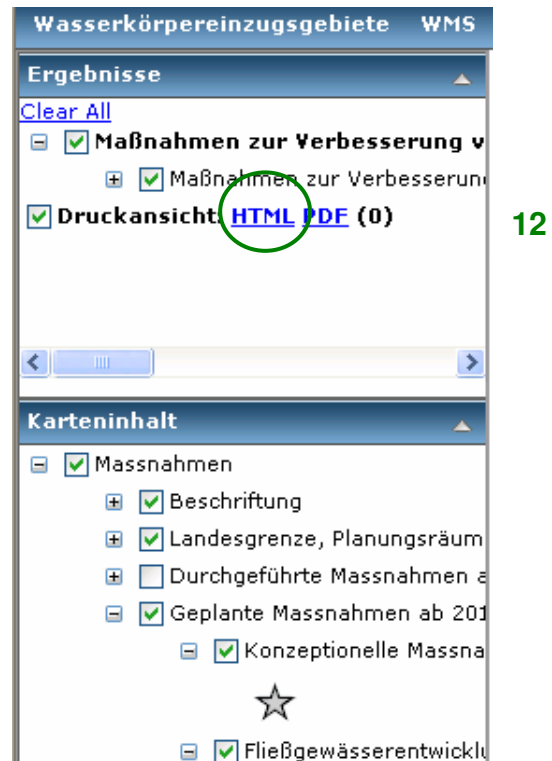 Wasserkörpereinzugsgebiete WMS
Ergebnisse
Clear All
Maßnahmen zur Verbesserung v
Maßnahmen zur Verbesserun
Druckansicht. HTML PDF (0)
12
Karteninhalt
Massnahmen
Beschriftung
Landesgrenze, Planungsräum
Durchgeführte Massnahmen a
Geplante Massnahmen ab 201
Konzeptionelle Massna
Fließgewässerentwicklu